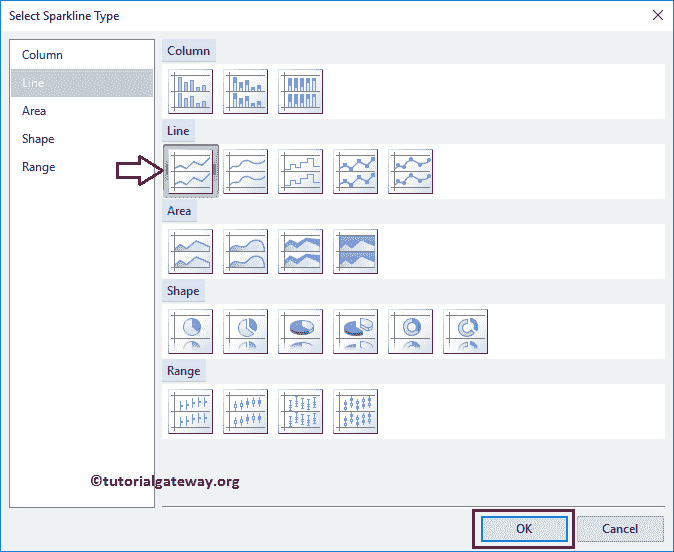 Select Sparkline Type
Column
Line
Area
Shape
Range
Column
Line
Area
Shape
Range
©tutorialgateway.org
OK
Cancel